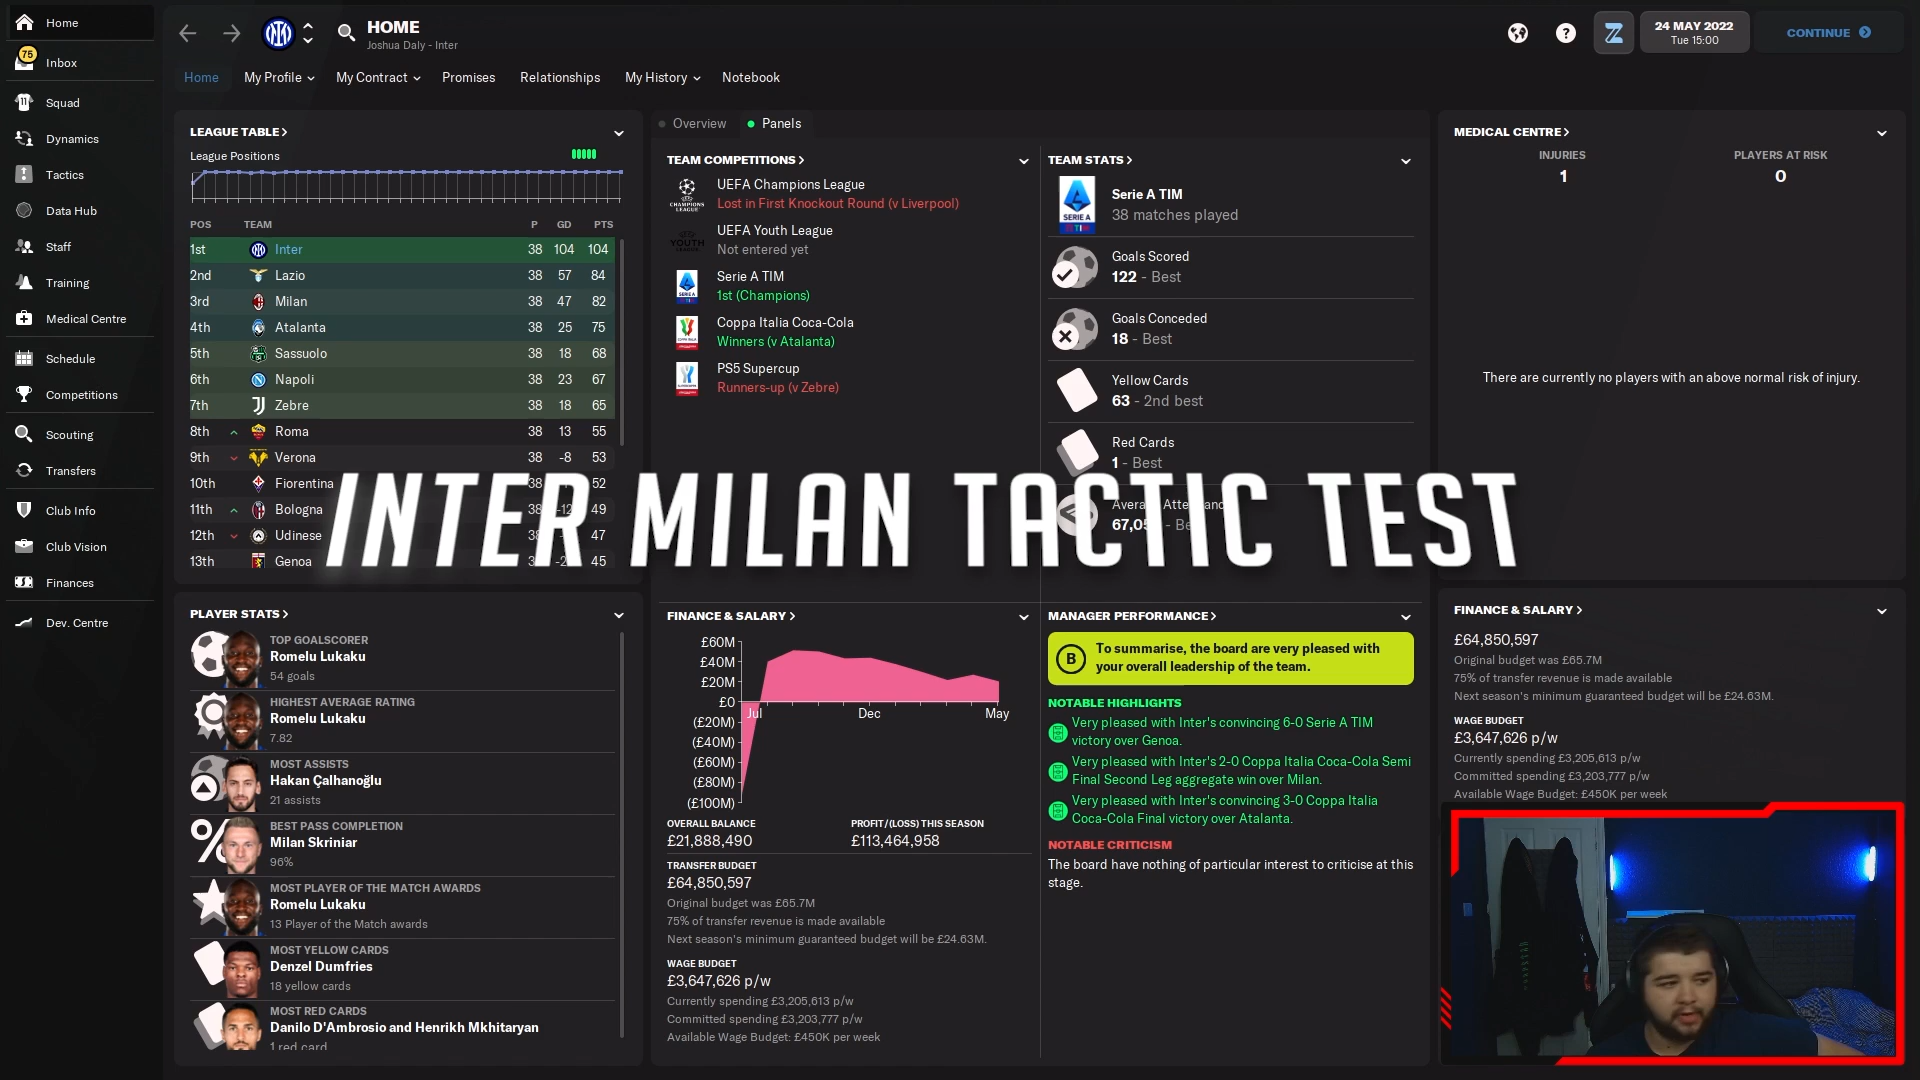 Home
75
Inbox
Squad
Dynamics
Tactics
Data Hub
Staff
Training
Medical Centre
Schedule
Competitions
Scouting
Transfers
Club Info
Club Vision
Finances
Dev. Centre
HOME
Joshua Daly - Inter
24 MAY 2022
Tue 15:00
CONTINUE
Home
My Profile
My Contract
Promises
Relationships
My History
Notebook
LEAGUE TABLE
League Positions
POS TEAM P GD PTS
1st Inter 38 104 104
2nd Lazio 38 57 84
3rd Milan 38 47 82
4th Atalanta 38 25 75
5th Sassuolo 38 18 68
6th Napoli 38 23 67
7th Zebre 38 18 65
8th Roma 38 13 55
9th Verona 38 -8 53
10th Fiorentina 38 52
11th Bologna 38 -12 49
12th Udinese 47
13th Genoa 45
INTER MILAN TACTIC TEST
PLAYER STATS
TOP GOALSCORER
Romelu Lukaku
54 goals
HIGHEST AVERAGE RATING
Romelu Lukaku
7.82
MOST ASSISTS
Hakan Çalhanoğlu
21 assists
BEST PASS COMPLETION
Milan Skriniar
96%
MOST PLAYER OF THE MATCH AWARDS
Romelu Lukaku
13 Player of the Match awards
MOST YELLOW CARDS
Denzel Dumfries
18 yellow cards
MOST RED CARDS
Danilo D'Ambrosio and Henrikh Mkhitaryan
1 red card
Overview
Panels
TEAM COMPETITIONS
CHAMPIONS
LEAGUE
UEFA Champions League
Lost in First Knockout Round (v Liverpool)
YOUTH
UEFA Youth League
Not entered yet
Serie A TIM
1st (Champions)
Coppa Italia Coca-Cola
Winners (v Atalanta)
PS5 Supercup
Runners-up (v Zebre)
TEAM STATS
SERIE A
TIM
Serie A TIM
38 matches played
Goals Scored
122 - Best
Goals Conceded
18 - Best
Yellow Cards
63 - 2nd best
Red Cards
1 - Best
FINANCE & SALARY
£60M
£40M
£20M
£0
(£20M)
(£40M)
(£60M)
(£80M)
(£100M)
Jul Dec May
OVERALL BALANCE
£21,888,490
PROFIT/(LOSS) THIS SEASON
£113,464,958
TRANSFER BUDGET
£64,850,597
Original budget was £65.7M
75% of transfer revenue is made available
Next season's minimum guaranteed budget will be £24.63M.
WAGE BUDGET
£3,647,626 p/w
Currently spending £3,205,613 p/w
Committed spending £3,203,777 p/w
Available Wage Budget: £450K per week
MANAGER PERFORMANCE
B
To summarise, the board are very pleased with
your overall leadership of the team.
NOTABLE HIGHLIGHTS
Very pleased with Inter's convincing 6-0 Serie A TIM
victory over Genoa.
Very pleased with Inter's 2-0 Coppa Italia Coca-Cola Semi
Final Second Leg aggregate win over Milan.
Very pleased with Inter's convincing 3-0 Coppa Italia
Coca-Cola Final victory over Atalanta.
NOTABLE CRITICISM
The board have nothing of particular interest to criticise at this
stage.
MEDICAL CENTRE
INJURIES
1
PLAYERS AT RISK
0
There are currently no players with an above normal risk of injury.
FINANCE & SALARY
£64,850,597
Original budget was £65.7M
75% of transfer revenue is made available
Next season's minimum guaranteed budget will be £24.63M.
WAGE BUDGET
£3,647,626 p/w
Currently spending £3,205,613 p/w
Committed spending £3,203,777 p/w
Available Wage Budget: £450K per week